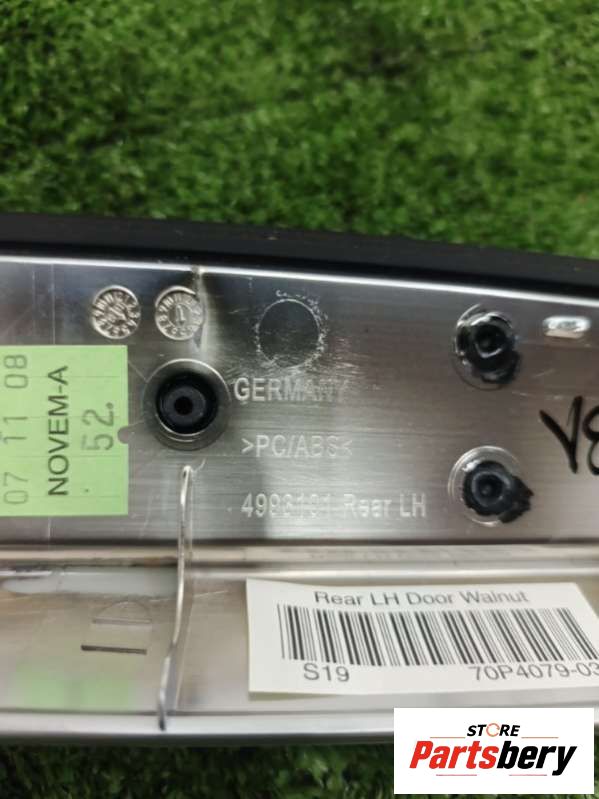 07 11 08
NOVEM-A
52.
GERMANY
>PC/ABS<
Rear LH
Rear LH Door Walnut
S19
70P4079-03
STORE
Partsbery